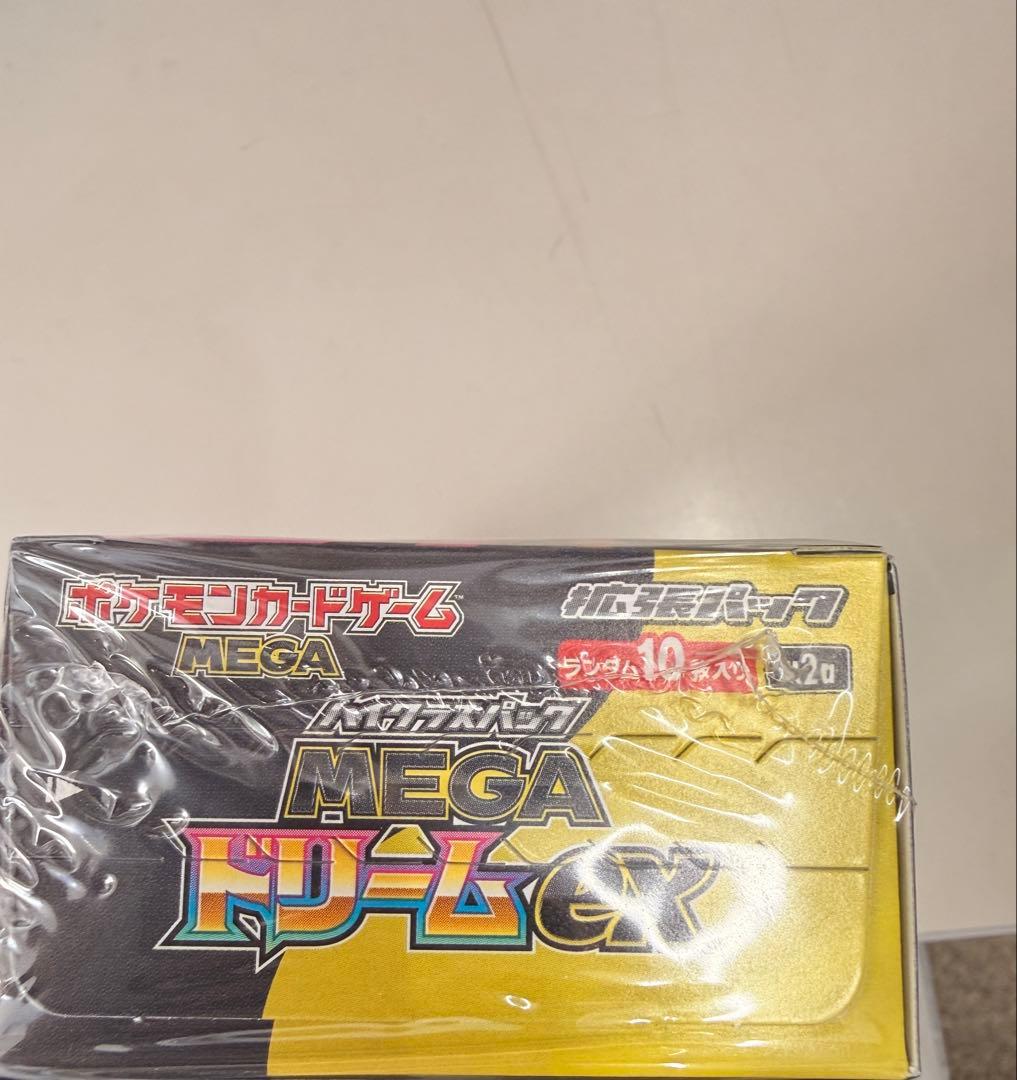 ポケモンカードゲーム™
MEGA
拡張パック
ランダム10枚入り
ハイクラスパック
MEGA
ドリームex